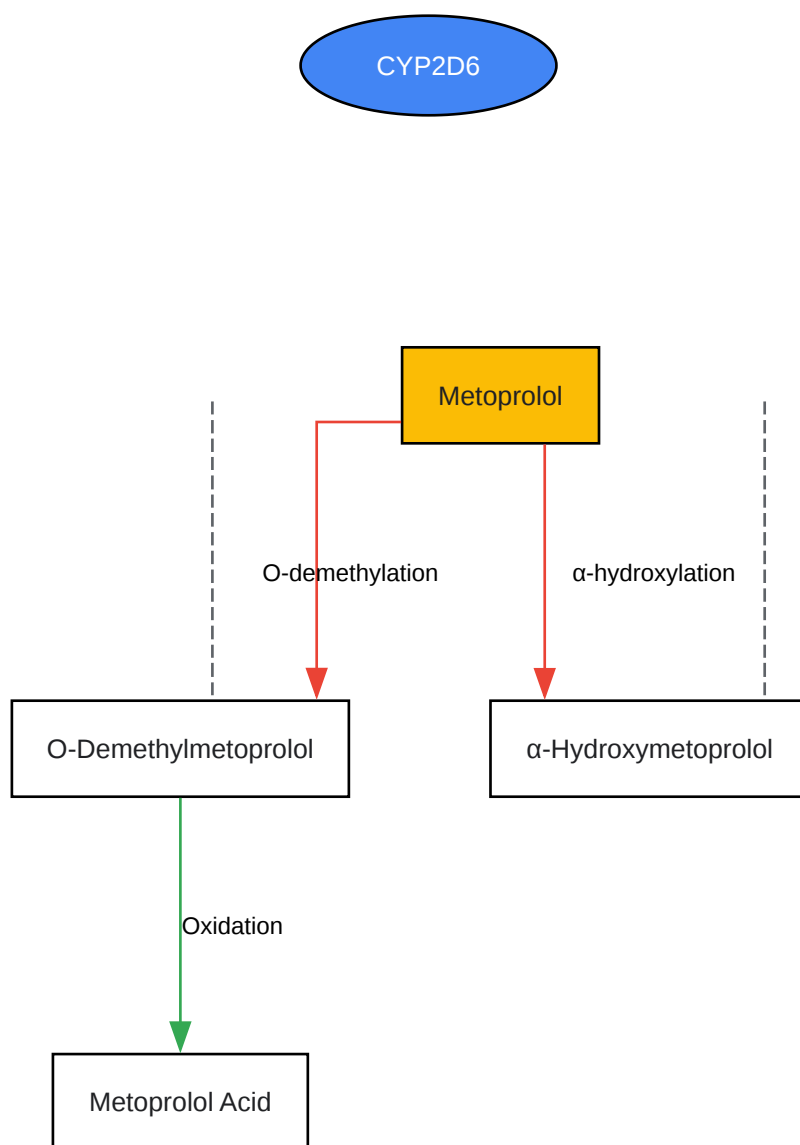 CYP2D6
Metoprolol
O-demethylation
α-hydroxylation
O-Demethylmetoprolol
α-Hydroxymetoprolol
Oxidation
Metoprolol Acid